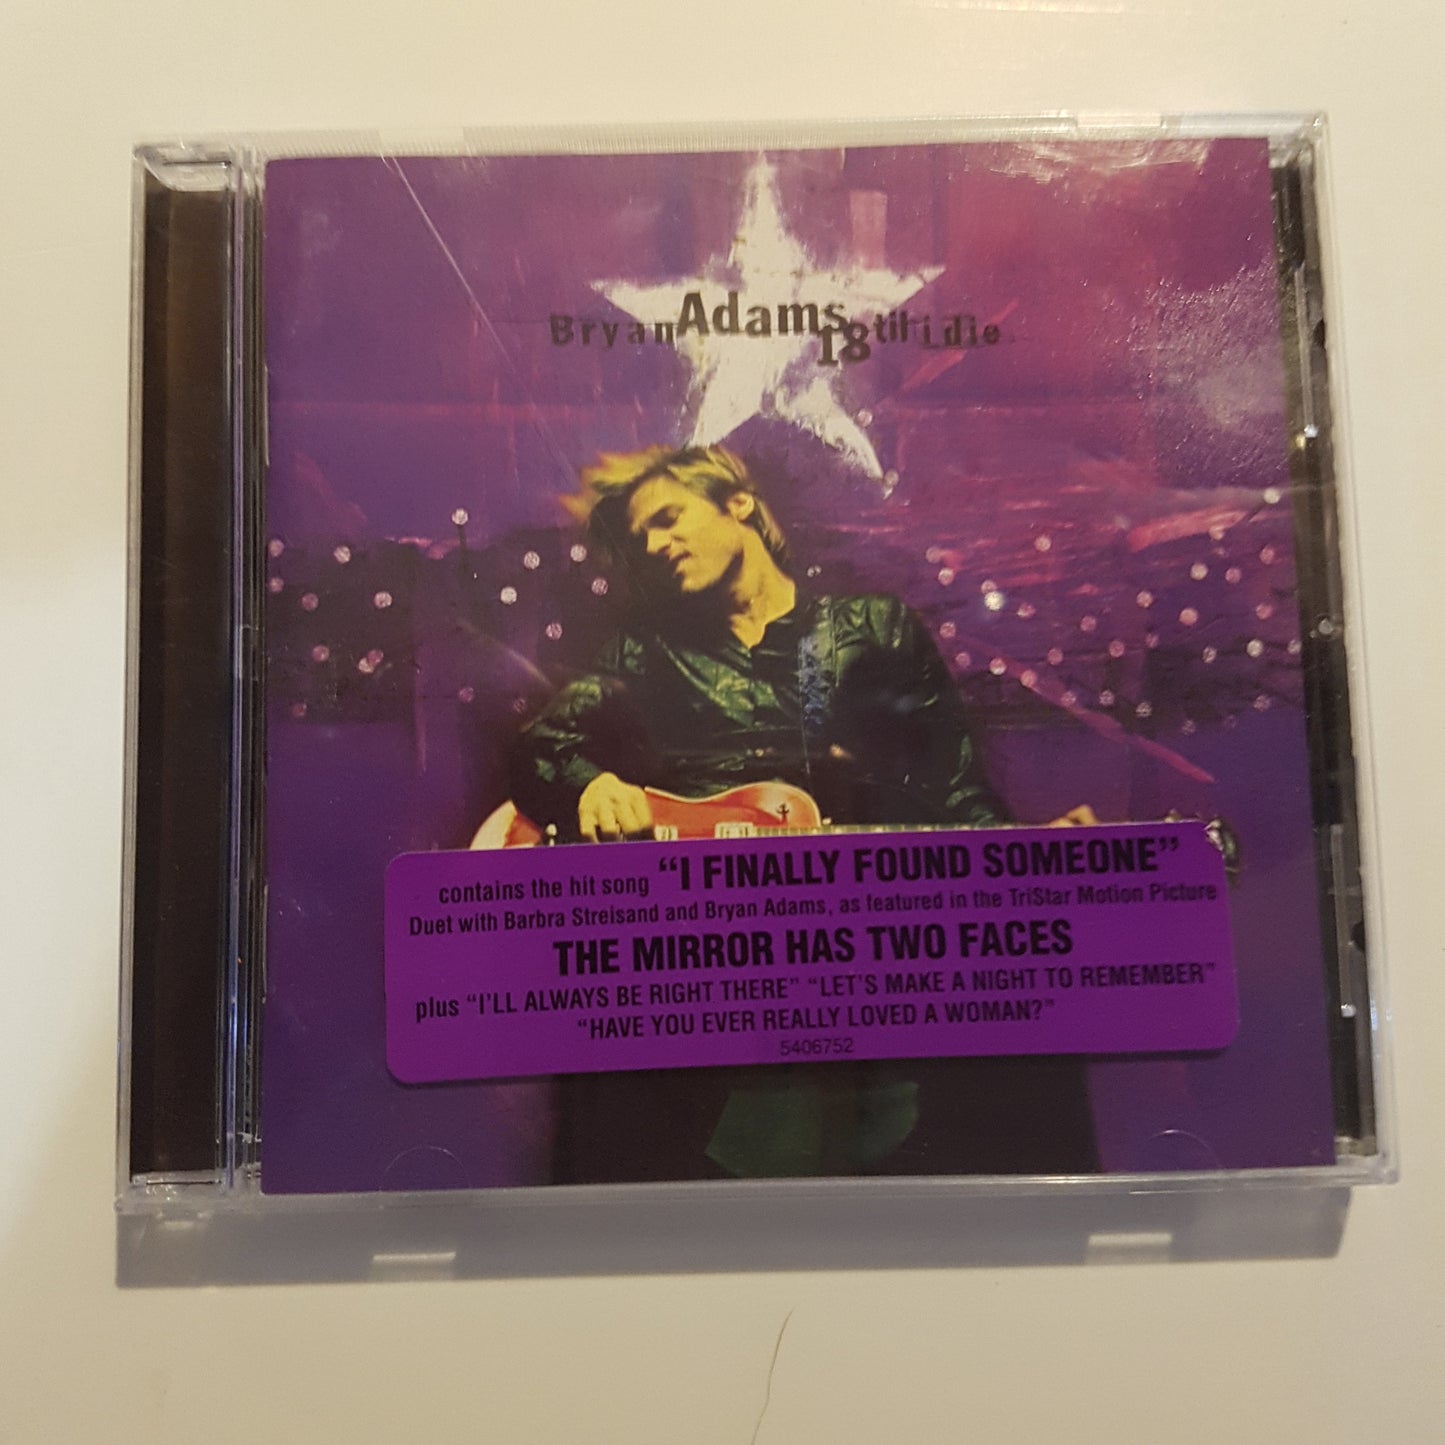 Bryan Adams 18 til i die
contains the hit song "I FINALLY FOUND SOMEONE"
Duet with Barbra Streisand and Bryan Adams, as featured in the TriStar Motion Picture
THE MIRROR HAS TWO FACES
plus "I'LL ALWAYS BE RIGHT THERE" "LET'S MAKE A NIGHT TO REMEMBER"
"HAVE YOU EVER REALLY LOVED A WOMAN?"
5406752